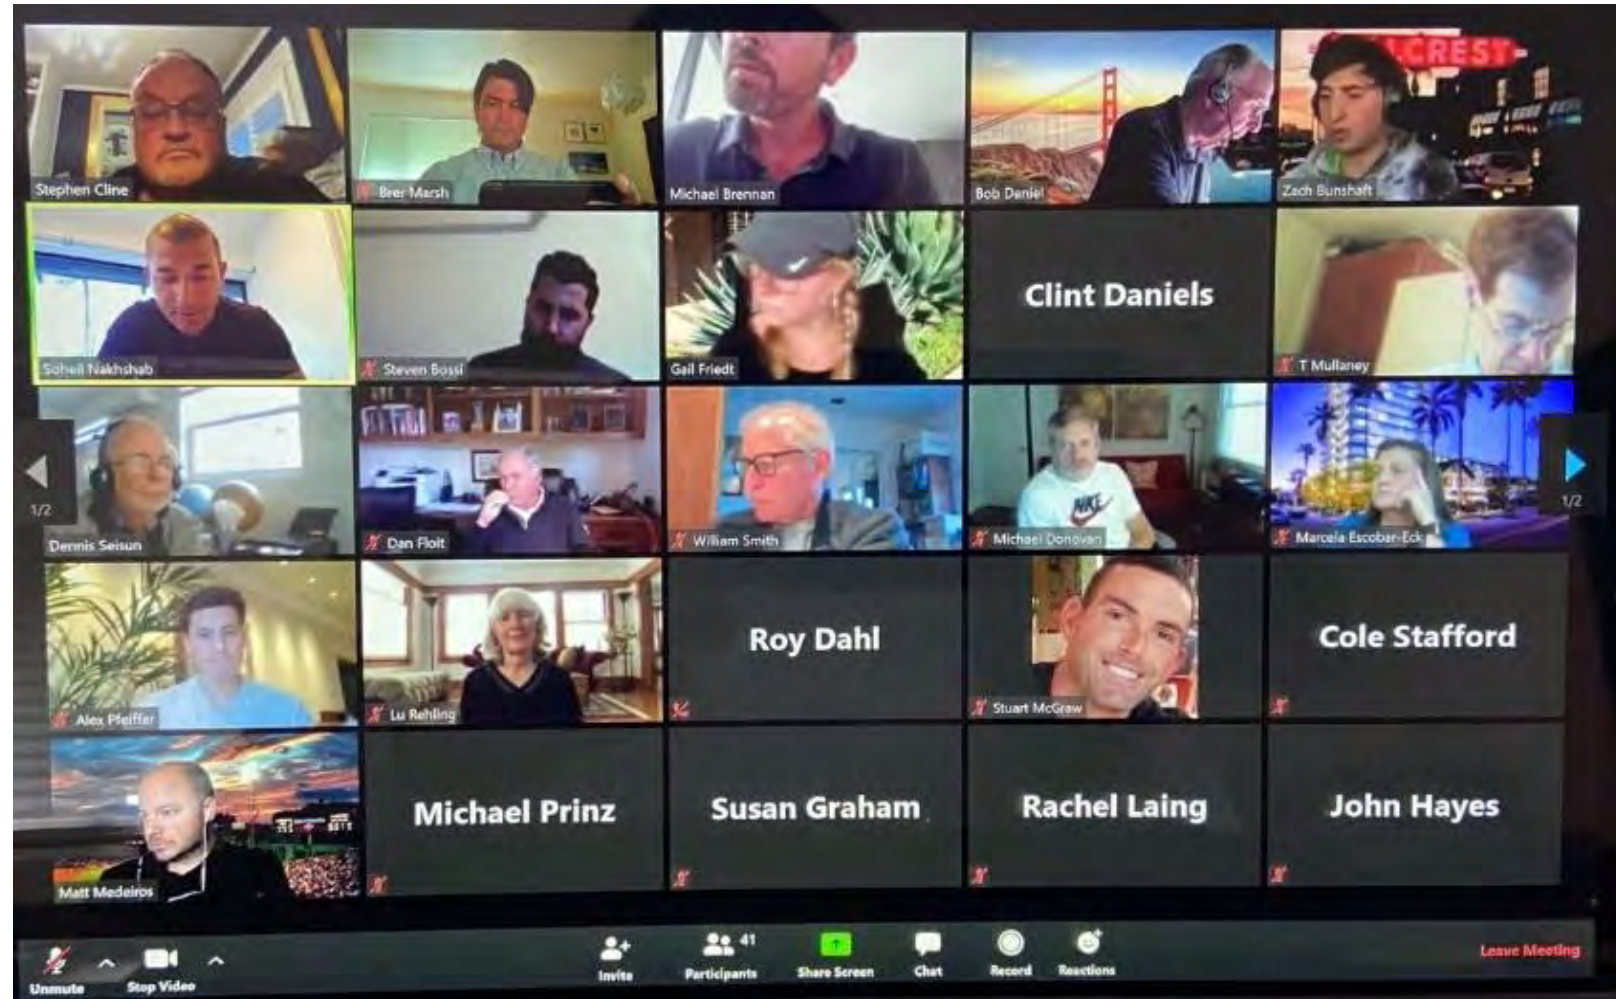 Stephen Cline
Brer Marsh
Michael Brennan
Bob Daniel
LCREST
Zach Bunshaft
Soheil Nakhshab
Steven Bossi
Gail Friedt
Clint Daniels
T Mullaney
1/2
Dennis Seisun
Dan Floit
William Smith
NIKE
Michael Donovan
Marcela Escobar-Eck
1/2
Alex Pfeiffer
Lu Rehling
Roy Dahl
Stuart McGraw
Cole Stafford
Matt Medeiros
Michael Prinz
Susan Graham
Rachel Laing
John Hayes
Unmute
Stop Video
Invite
Participants
41
Share Screen
Chat
Record
Reactions
Leave Meeting